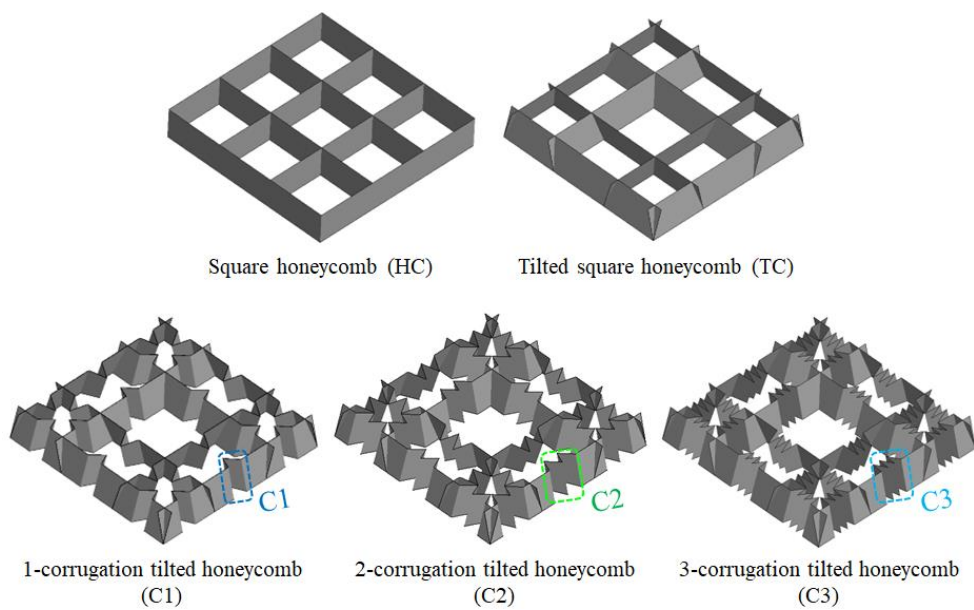 Square honeycomb (HC)
Tilted square honeycomb (TC)
C1
C2
C3
1-corrugation tilted honeycomb
(C1)
2-corrugation tilted honeycomb
(C2)
3-corrugation tilted honeycomb
(C3)